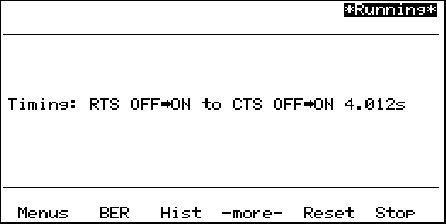 *Running*
Timing: RTS OFF→ON to CTS OFF→ON 4.012s
Menus BER Hist -more- Reset Stop